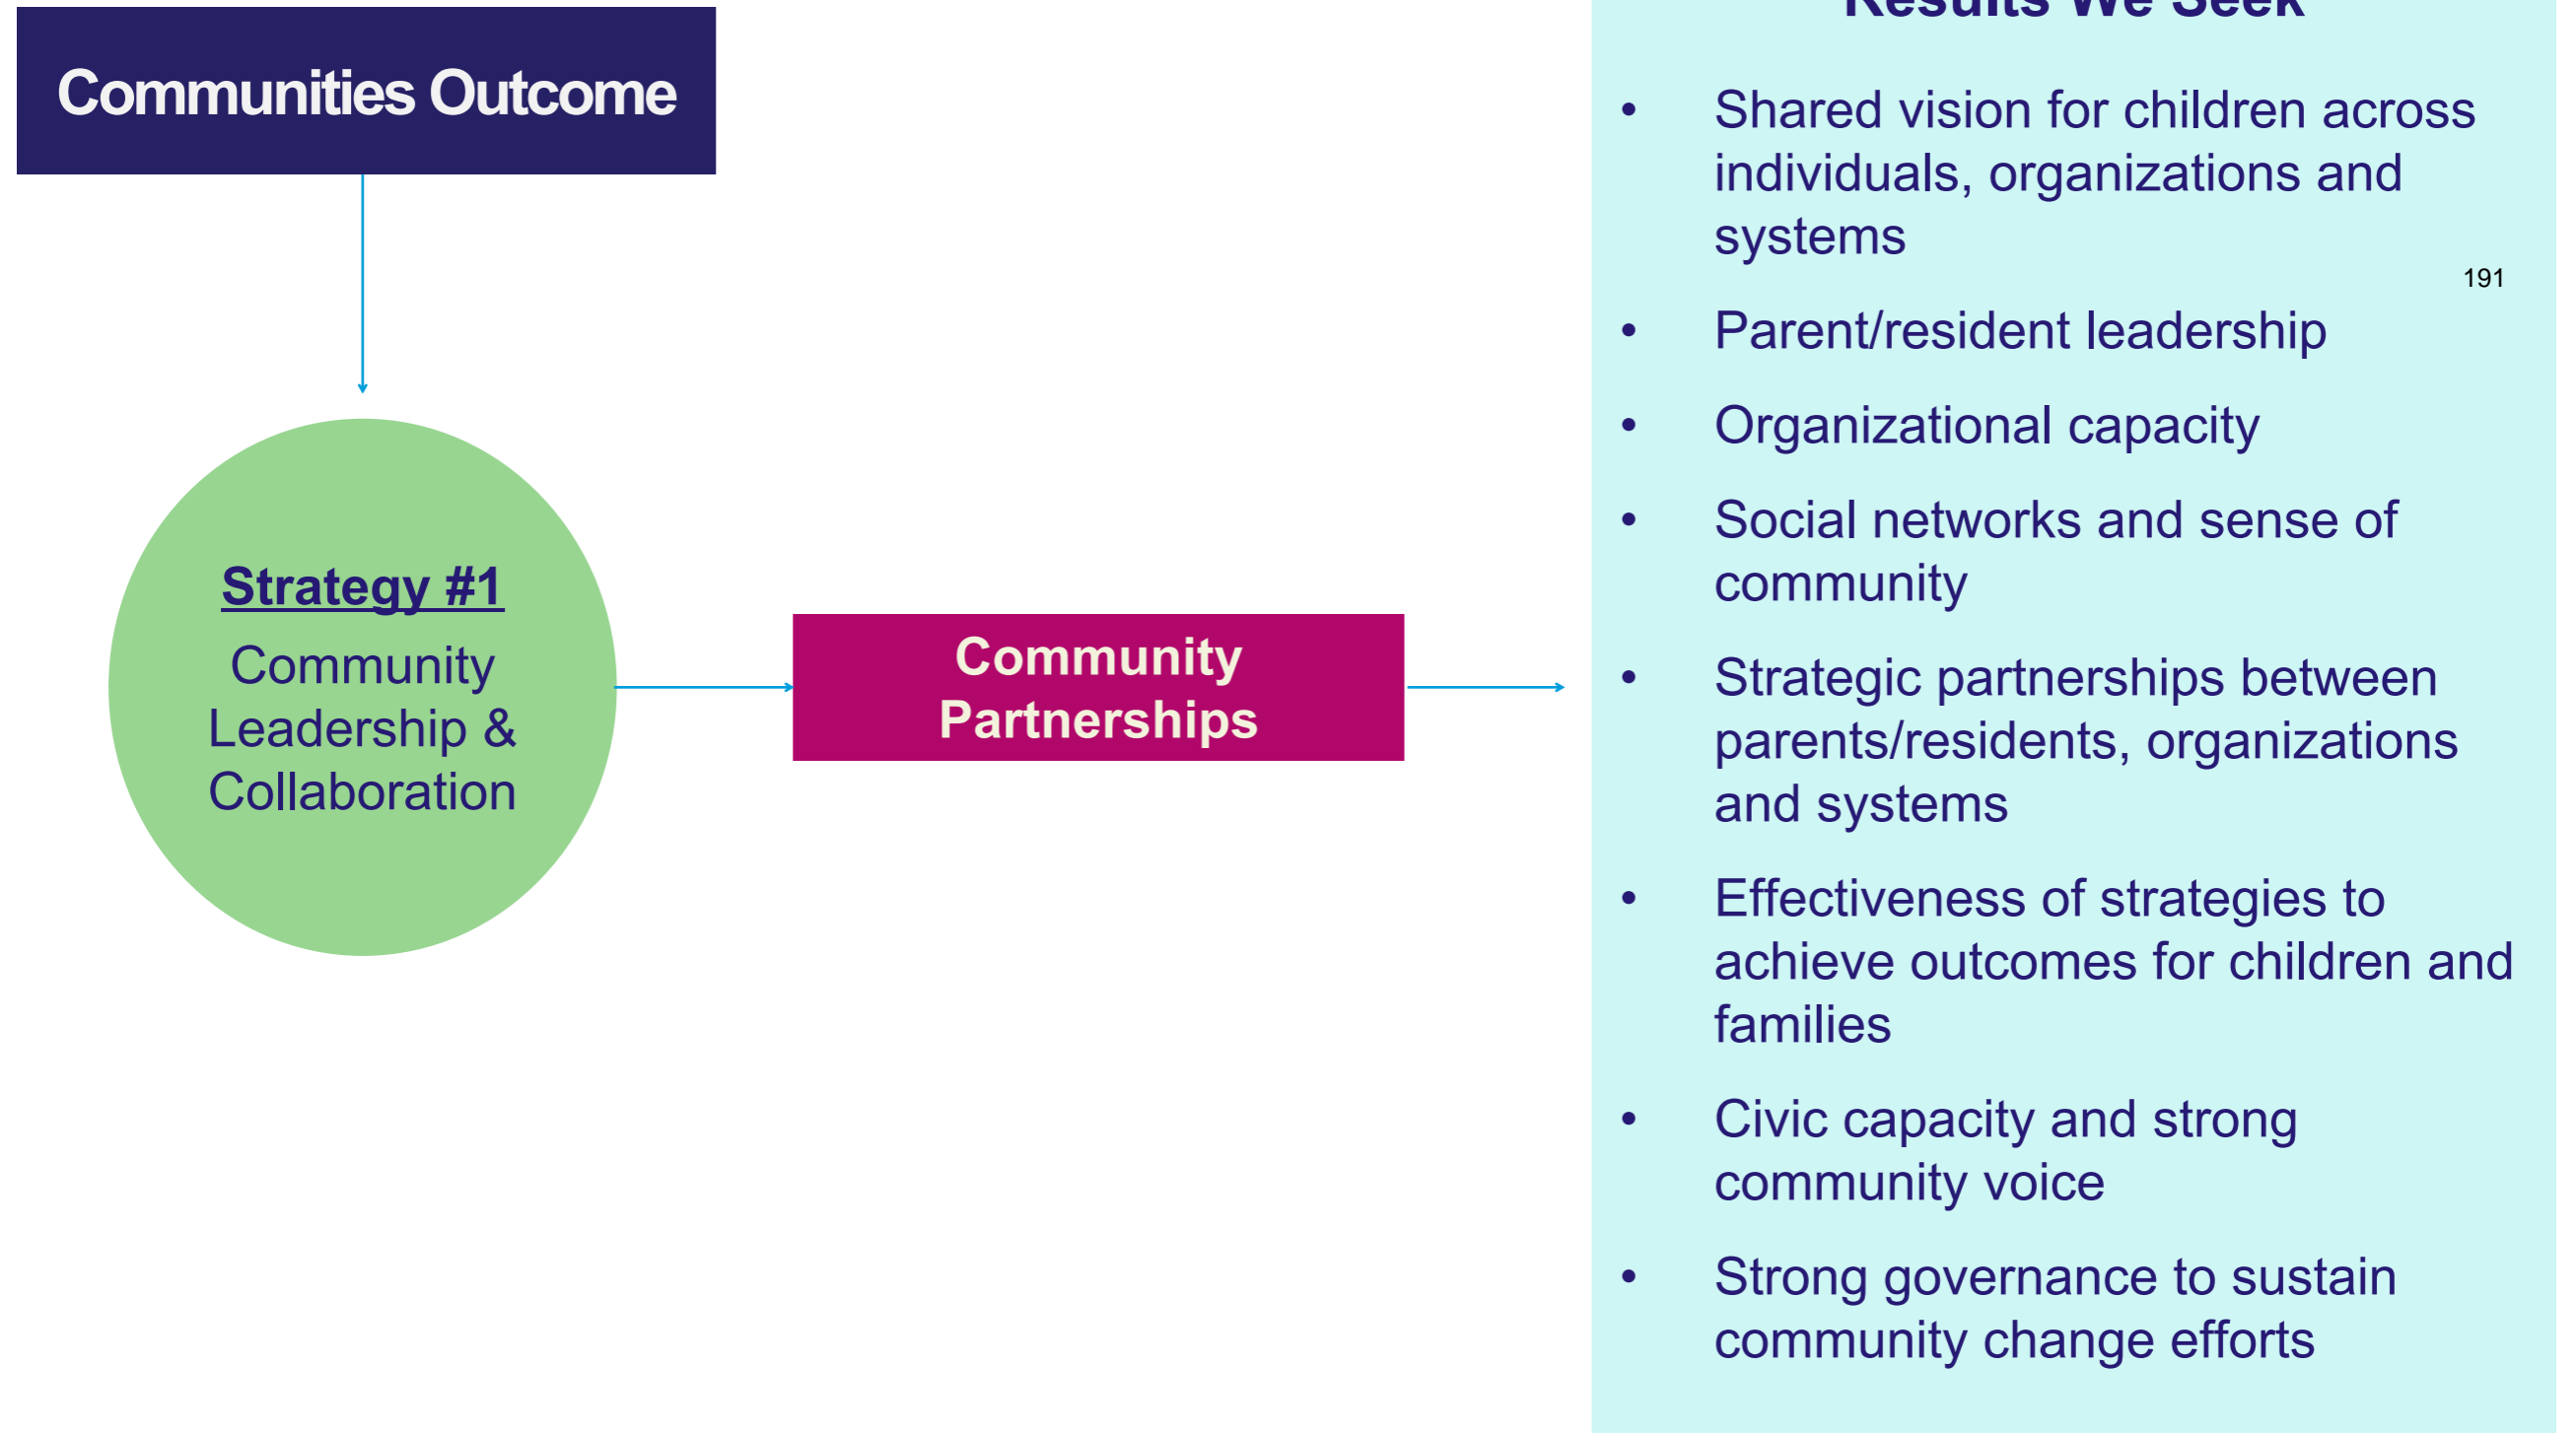 Communities Outcome
Strategy #1
Community
Leadership &
Collaboration
Community
Partnerships
Results We Seek
• Shared vision for children across
individuals, organizations and
systems
191
• Parent/resident leadership
• Organizational capacity
• Social networks and sense of
community
• Strategic partnerships between
parents/residents, organizations
and systems
• Effectiveness of strategies to
achieve outcomes for children and
families
• Civic capacity and strong
community voice
• Strong governance to sustain
community change efforts